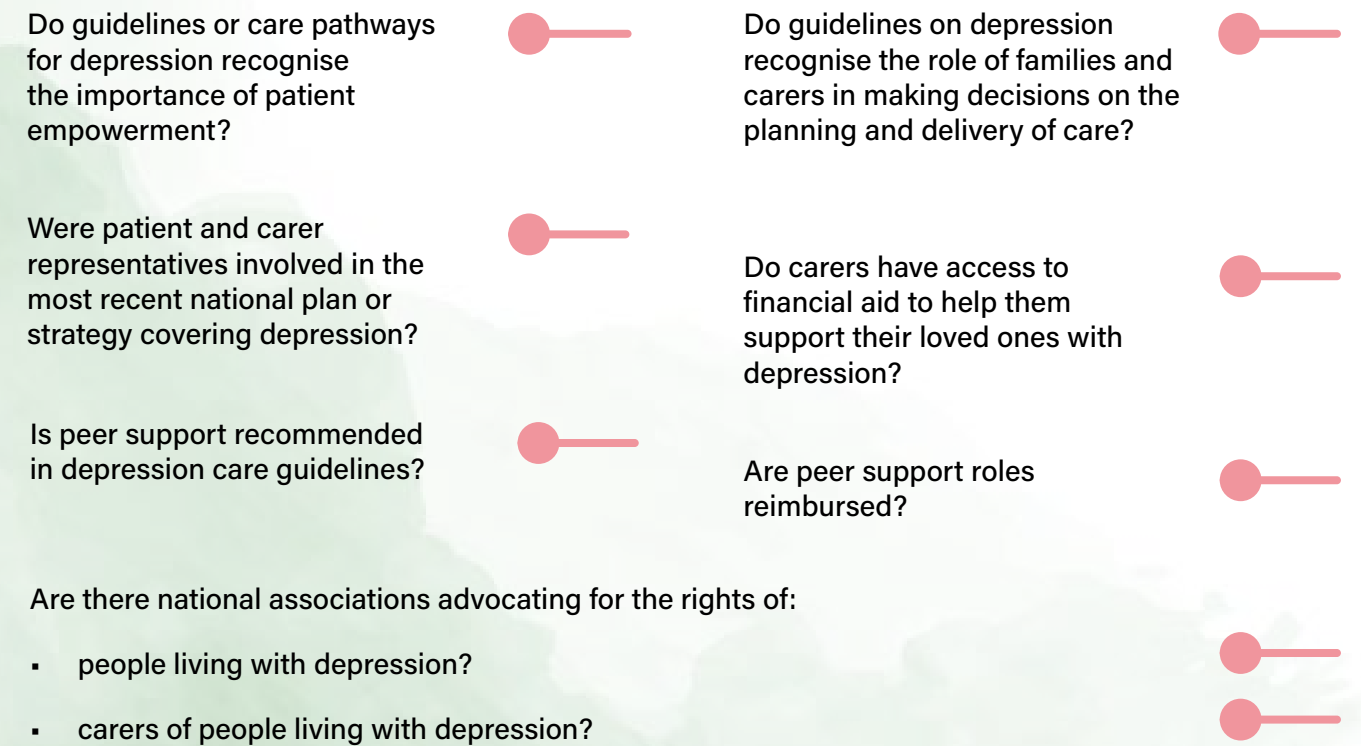 Do guidelines or care pathways
for depression recognise
the importance of patient
empowerment?
Were patient and carer
representatives involved in the
most recent national plan or
strategy covering depression?
Is peer support recommended
in depression care guidelines?
Do guidelines on depression
recognise the role of families and
carers in making decisions on the
planning and delivery of care?
Do carers have access to
financial aid to help them
support their loved ones with
depression?
Are peer support roles
reimbursed?
Are there national associations advocating for the rights of:
▪ people living with depression?
▪ carers of people living with depression?